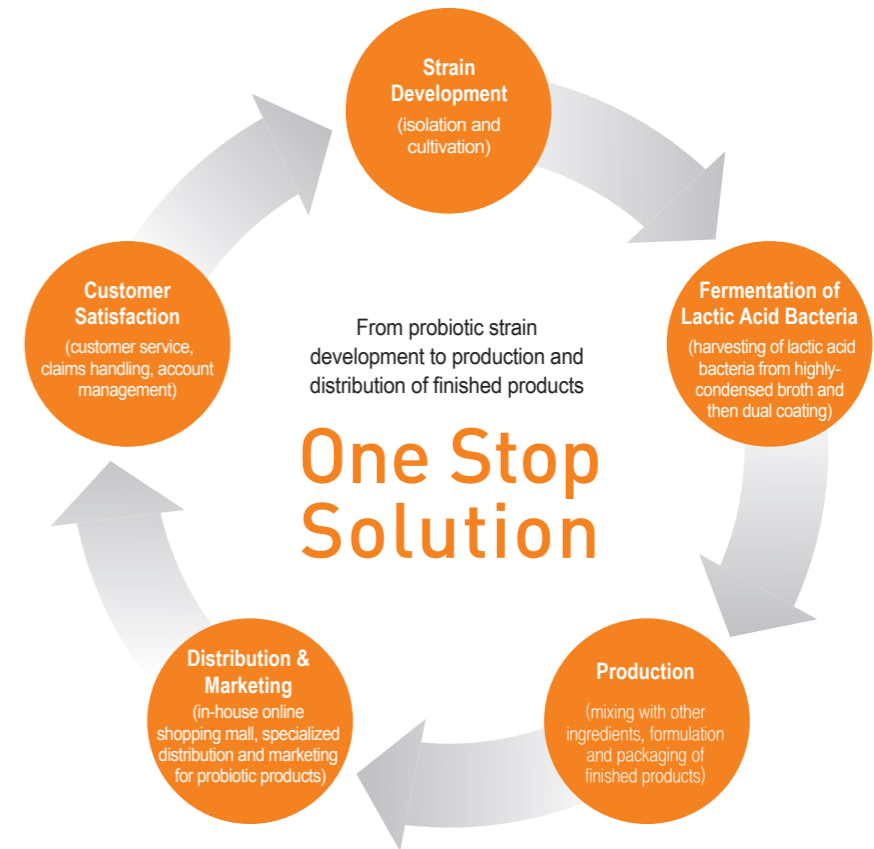 Strain
Development
(isolation and
cultivation)
Fermentation of
Lactic Acid Bacteria
(harvesting of lactic acid
bacteria from highly-
condensed broth and
then dual coating)
Production
(mixing with other
ingredients, formulation
and packaging of
finished products)
Distribution &
Marketing
(in-house online
shopping mall, specialized
distribution and marketing
for probiotic products)
Customer
Satisfaction
(customer service,
claims handling, account
management)
From probiotic strain
development to production and
distribution of finished products
One Stop
Solution